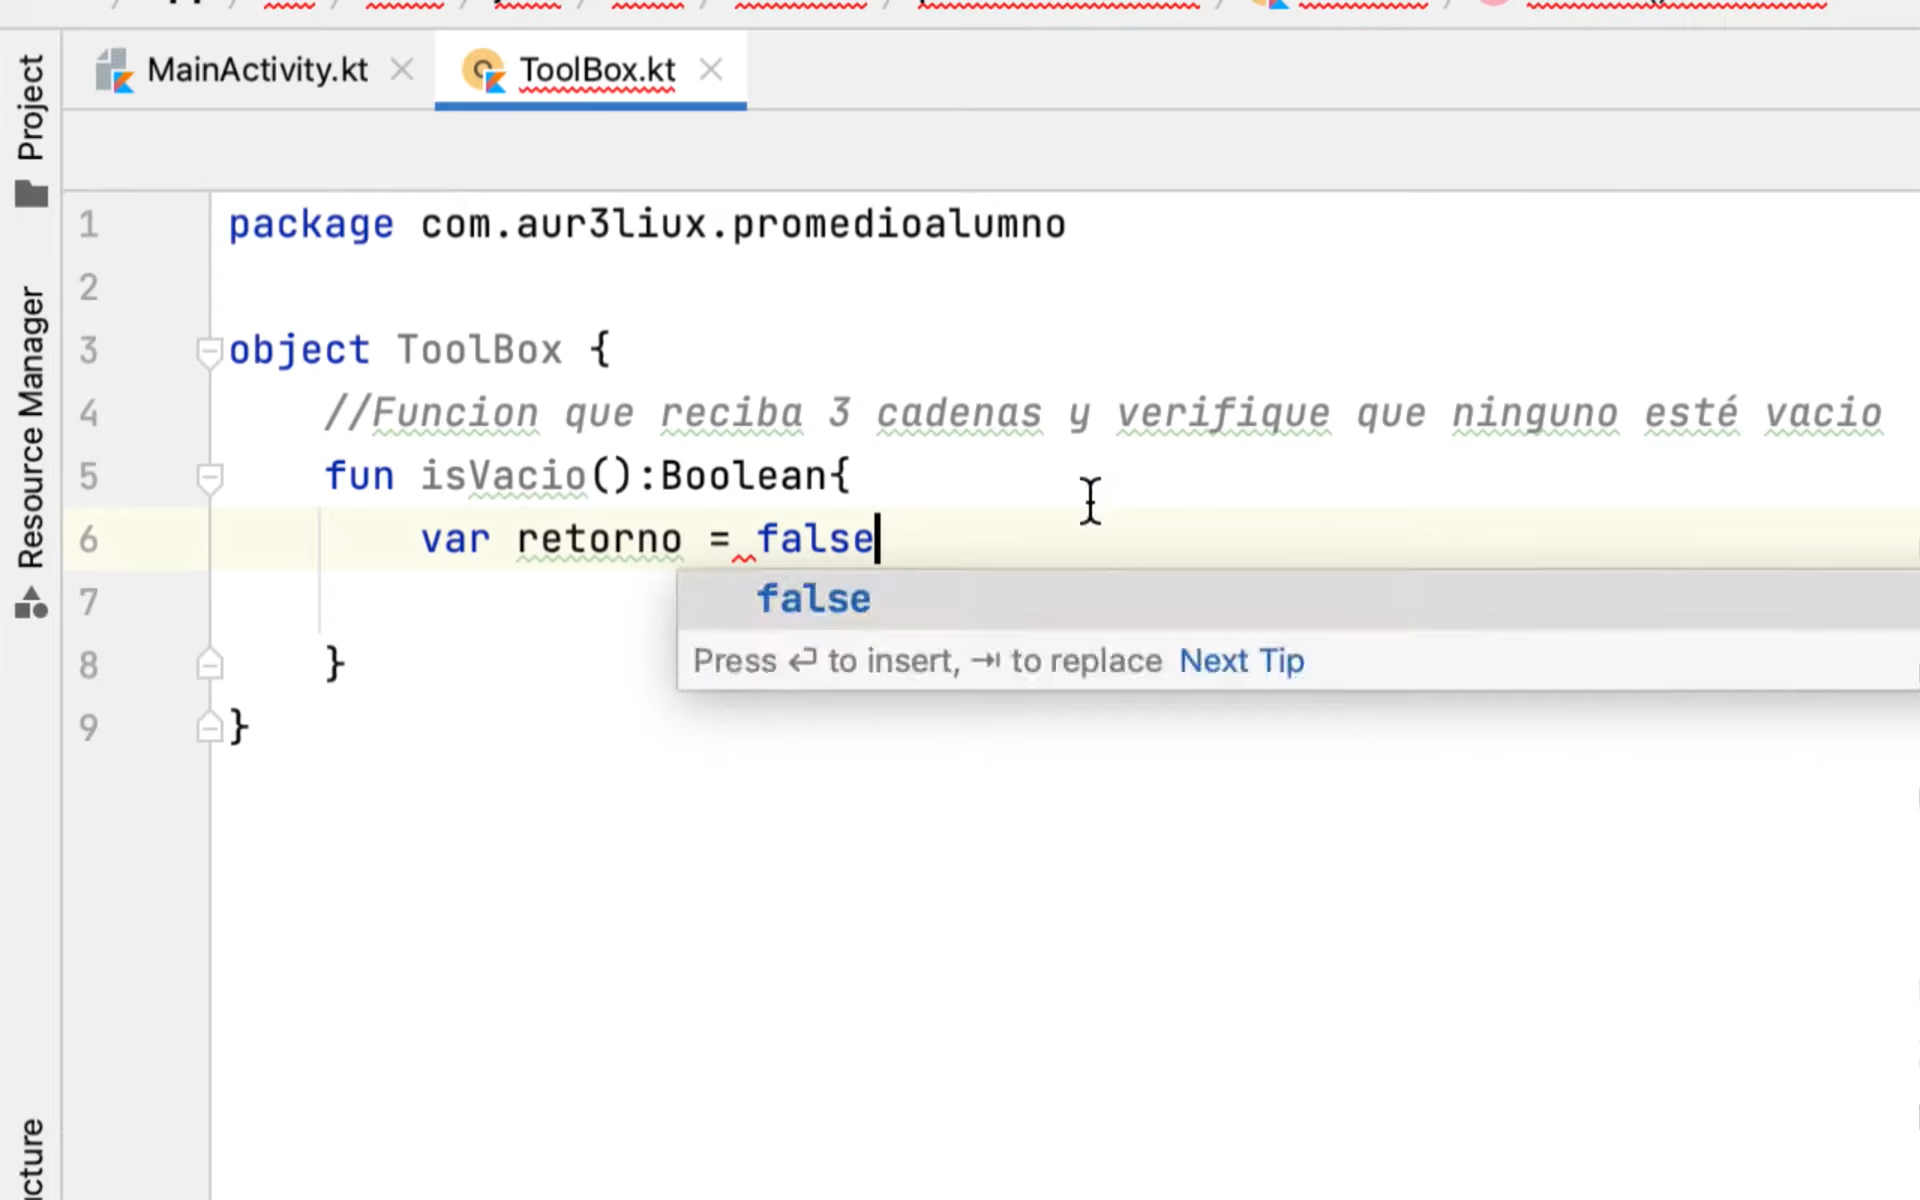 MainActivity.kt ToolBox.kt
Project
Resource Manager
1 package com.aur3liux.promedioalumno
2
3 object ToolBox {
4 //Funcion que reciba 3 cadenas y verifique que ninguno esté vacio
5 fun isVacio():Boolean{
6 var retorno = false
false
7
Press ⏎ to insert, ⇥ to replace Next Tip
8 }
9 }